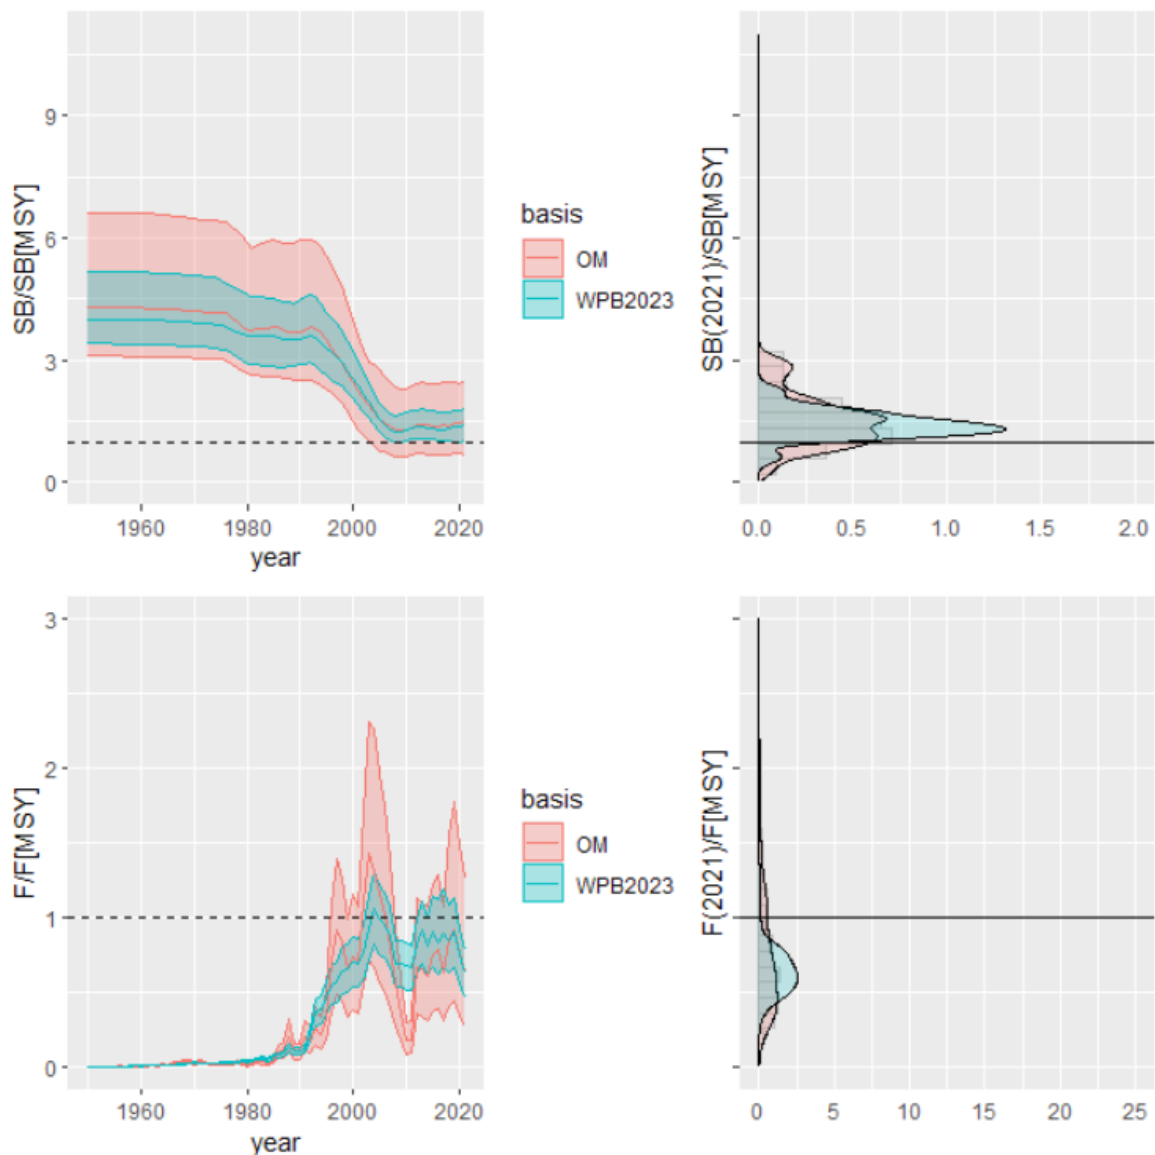 SB/SB[MSY]
9
6
3
0
1960 1980 2000 2020
year
basis
OM
WPB2023
SB(2021)/SB[MSY]
0.0 0.5 1.0 1.5 2.0
F/F[MSY]
3
2
1
0
1960 1980 2000 2020
year
basis
OM
WPB2023
F(2021)/F[MSY]
0 5 10 15 20 25